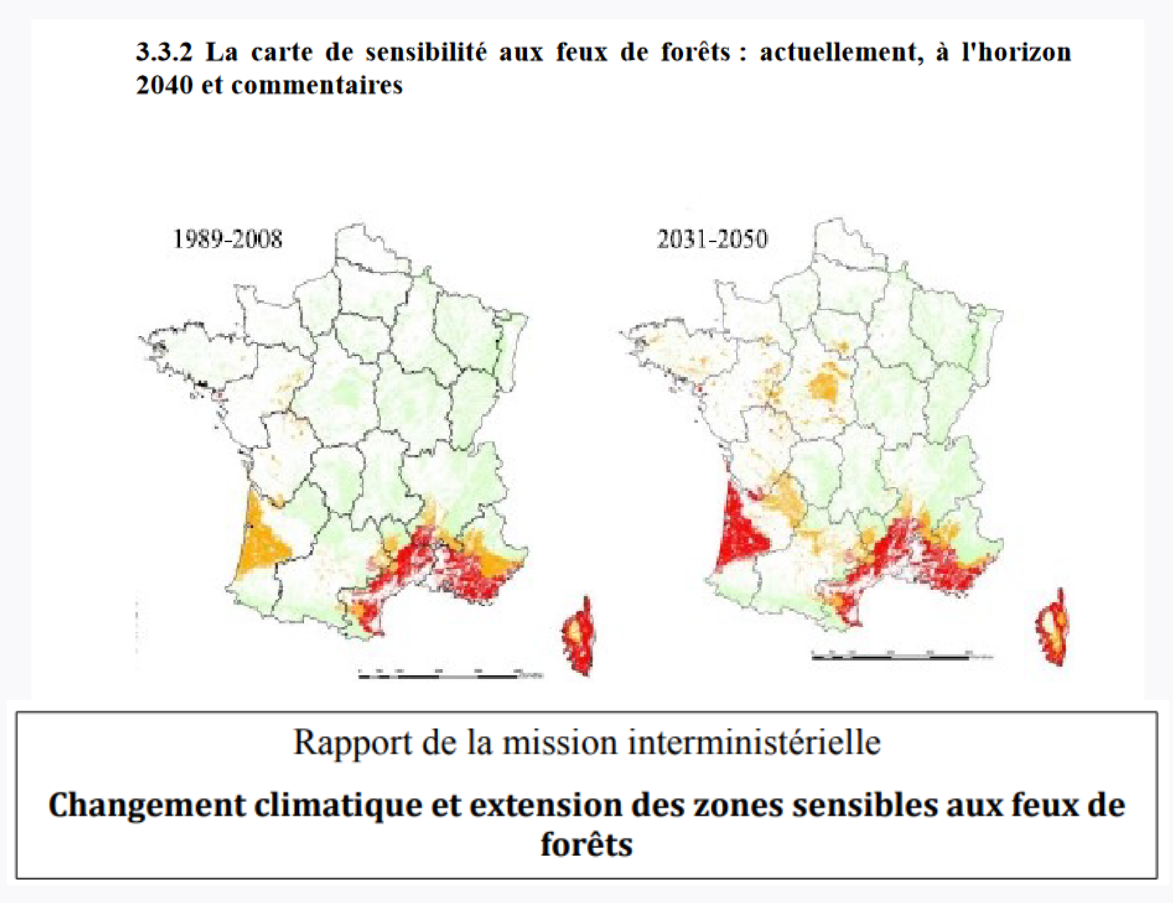 3.3.2 La carte de sensibilité aux feux de forêts : actuellement, à l'horizon
2040 et commentaires
1989-2008
2031-2050
Rapport de la mission interministérielle
Changement climatique et extension des zones sensibles aux feux de
forêts